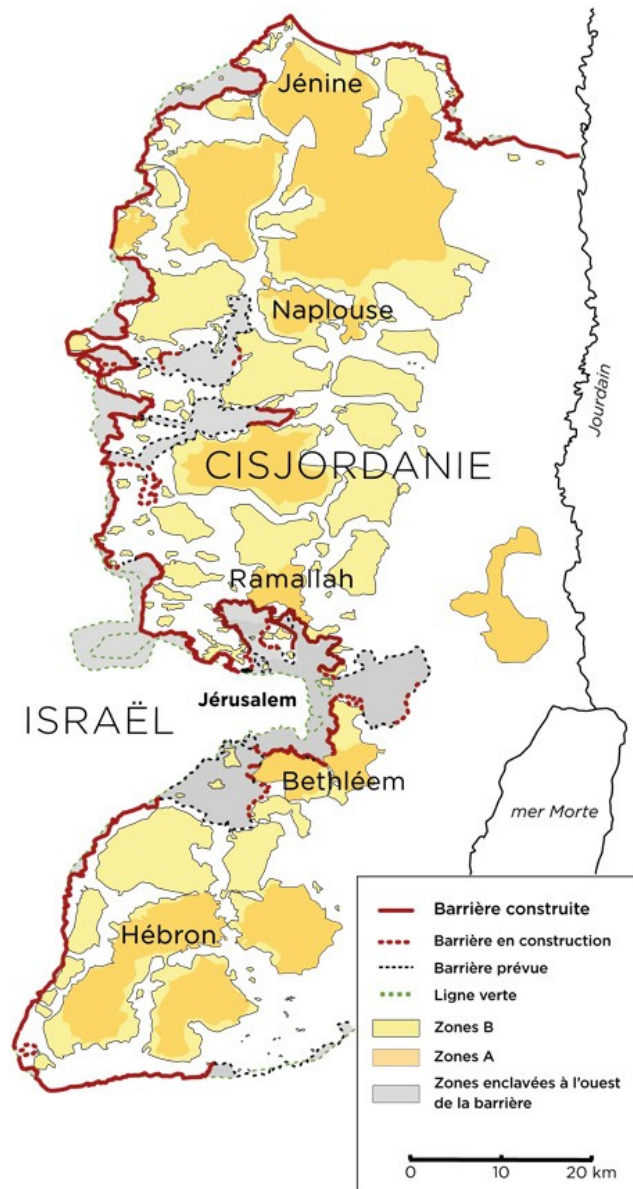 Jénine
Naplouse
Jourdain
CISJORDANIE
Ramallah
Jérusalem
ISRAËL
Bethléem
mer Morte
Hébron
Barrière construite
Barrière en construction
Barrière prévue
Ligne verte
Zones B
Zones A
Zones enclavées à l'ouest
de la barrière
0 10 20 km